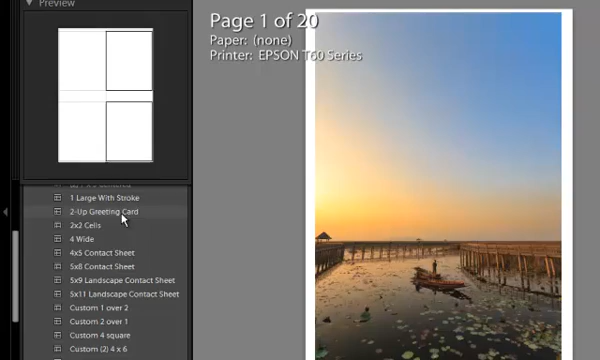 Preview
1 Large With Stroke
2-Up Greeting Card
2x2 Cells
4 Wide
4x5 Contact Sheet
5x8 Contact Sheet
5x9 Landscape Contact Sheet
5x11 Landscape Contact Sheet
Custom 1 over 2
Custom 2 over 1
Custom 4 square
Custom (2) 4 x 6
Page 1 of 20
Paper: (none)
Printer: EPSON T60 Series